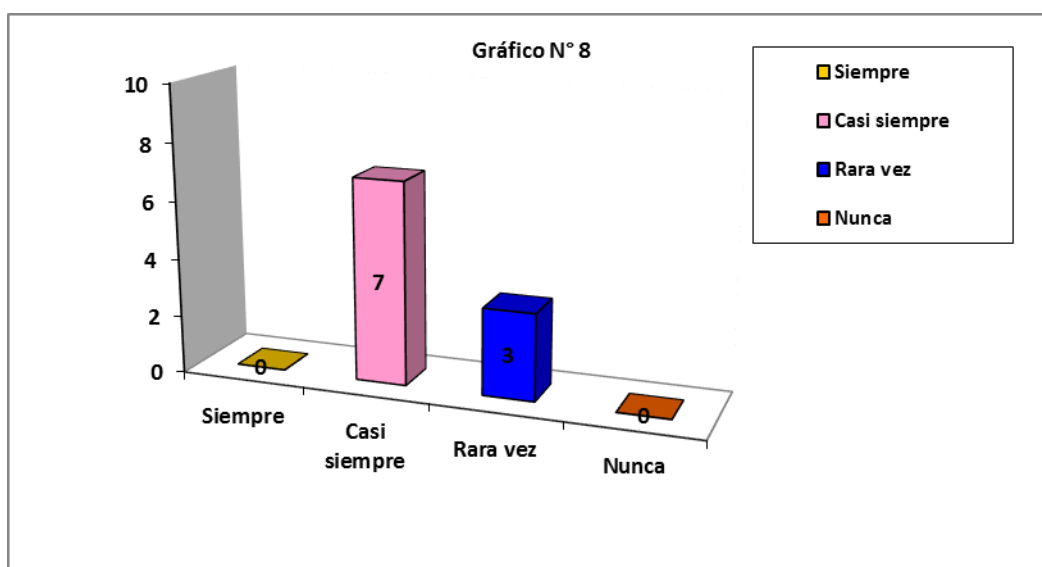 Gráfico N° 8
10
8
6
4
2
0
0
7
3
0
Siempre
Casi
siempre
Rara vez
Nunca
Siempre
Casi siempre
Rara vez
Nunca